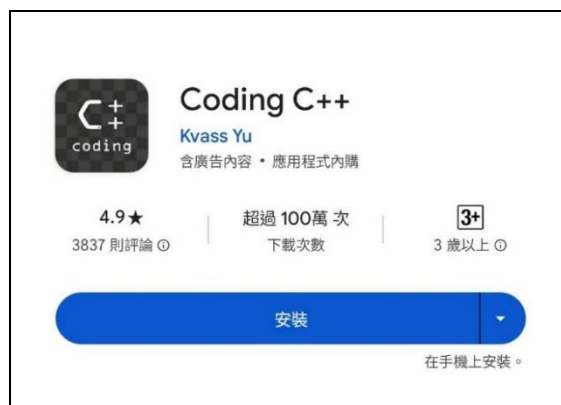 C++
coding
Coding C++
Kvass Yu
含廣告內容 • 應用程式內購
4.9★
3837 則評論 ⓘ
超過 100萬 次
下載次數
3+
3 歲以上 ⓘ
安裝
在手機上安裝。